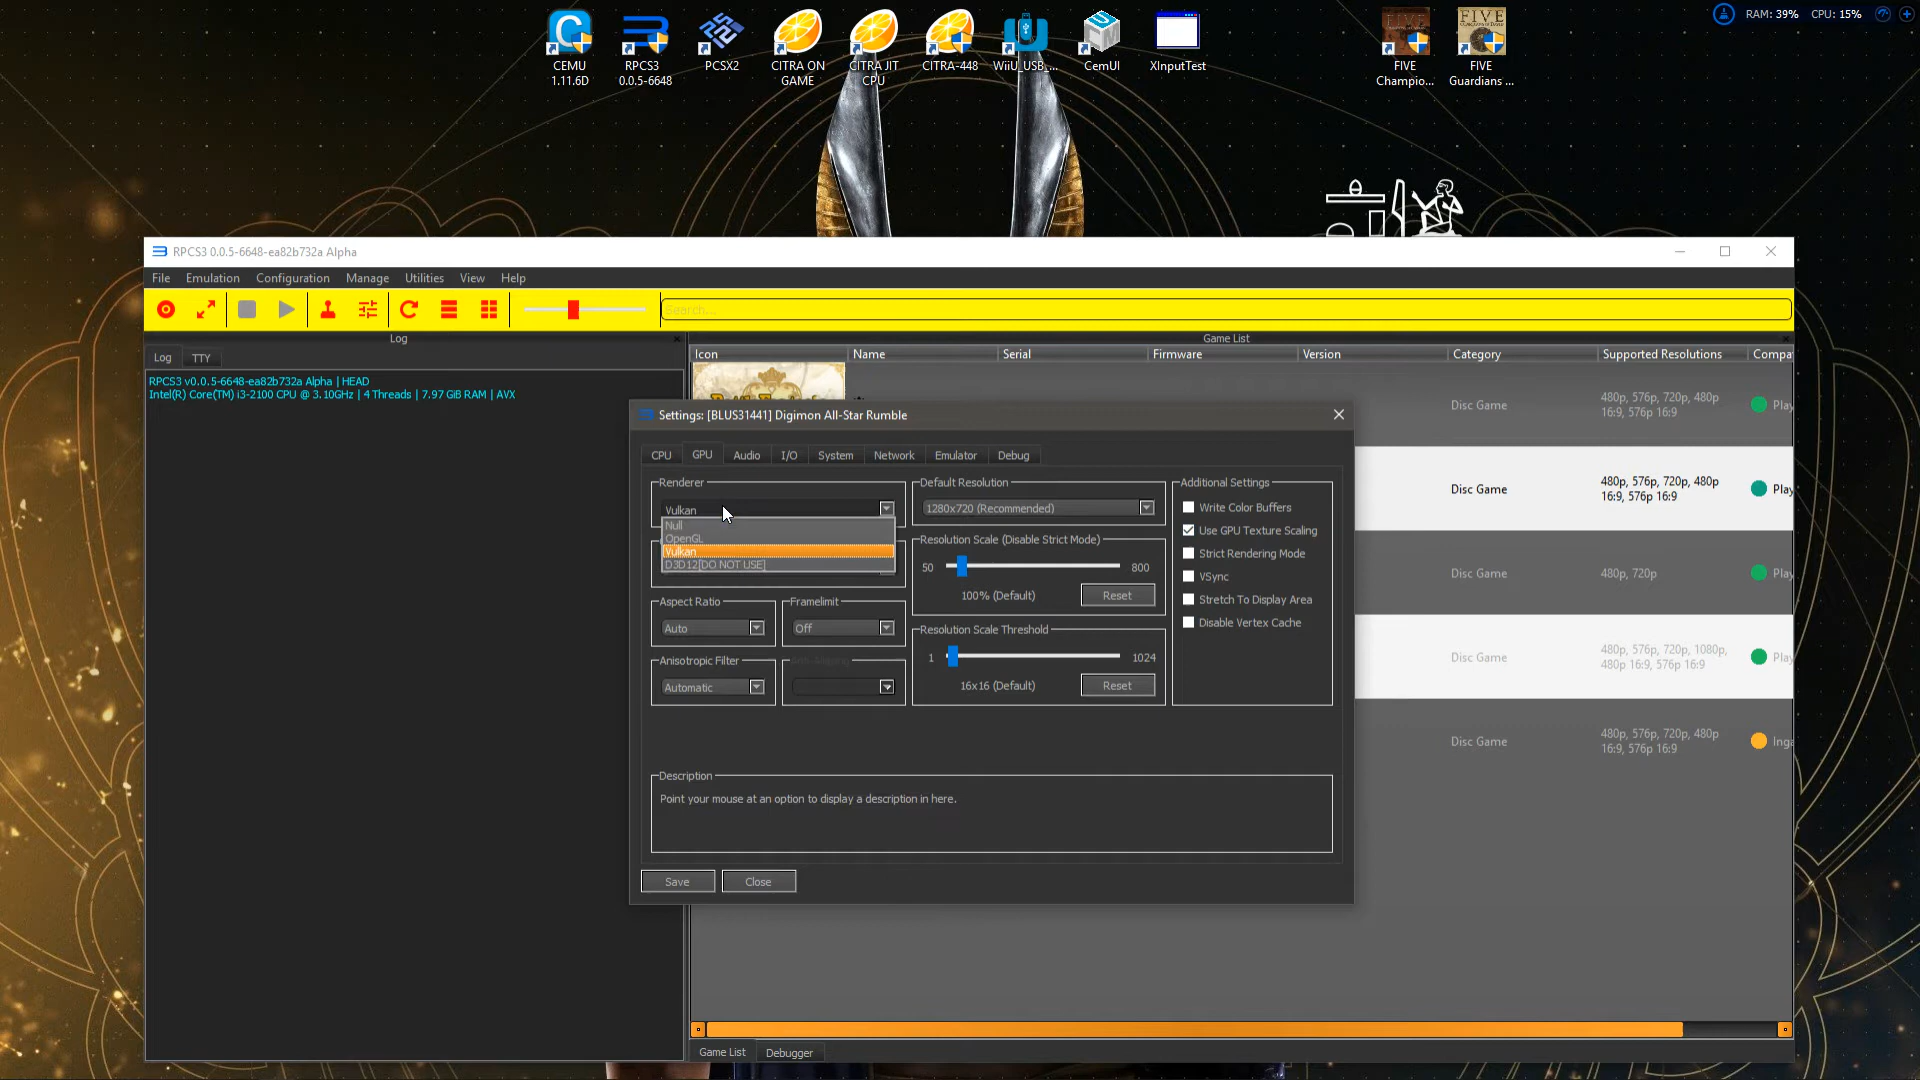 RAM: 39% CPU: 15%
CEMU
1.11.6D
RPCS3
0.0.5-6648
PCSX2
CITRA ON
GAME
CITRA JIT
CPU
CITRA-448
WiiU_USB_...
CemUI
XInputTest
FIVE
Champio...
FIVE
Guardians ...
RPCS3 0.0.5-6648-ea82b732a Alpha
File Emulation Configuration Manage Utilities View Help
Search...
Log
Game List
Log TTY
Icon Name Serial Firmware Version Category Supported Resolutions Compa
RPCS3 v0.0.5-6648-ea82b732a Alpha | HEAD
Intel(R) Core(TM) i3-2100 CPU @ 3.10GHz | 4 Threads | 7.97 GiB RAM | AVX
Disc Game
480p, 576p, 720p, 480p
16:9, 576p 16:9
Play
Disc Game
480p, 576p, 720p, 480p
16:9, 576p 16:9
Play
Disc Game
480p, 720p
Play
Disc Game
480p, 576p, 720p, 1080p,
480p 16:9, 576p 16:9
Play
Disc Game
480p, 576p, 720p, 480p
16:9, 576p 16:9
Inga
Settings: [BLUS31441] Digimon All-Star Rumble
CPU GPU Audio I/O System Network Emulator Debug
Renderer
Vulkan
Null
OpenGL
Vulkan
D3D12[DO NOT USE]
Aspect Ratio
Auto
Framelimit
Off
Anisotropic Filter
Automatic
Default Resolution
1280x720 (Recommended)
Resolution Scale (Disable Strict Mode)
50 800
100% (Default) Reset
Resolution Scale Threshold
1 1024
16x16 (Default) Reset
Additional Settings
Write Color Buffers
Use GPU Texture Scaling
Strict Rendering Mode
VSync
Stretch To Display Area
Disable Vertex Cache
Description
Point your mouse at an option to display a description in here.
Save Close
Game List Debugger